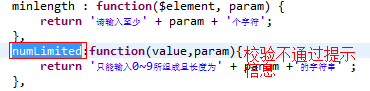 minlength : function($element, param) {
return '请输入至少' + param + '个字符';
},
numLimited:function(value,param){
校验不通过提示
return '只能输入0~9所组成且长度为' + param + '的字符串';
信息
},